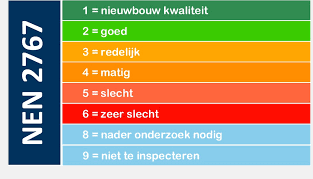 NEN 2767
1 = nieuwbouw kwaliteit
2 = goed
3 = redelijk
4 = matig
5 = slecht
6 = zeer slecht
8 = nader onderzoek nodig
9 = niet te inspecteren